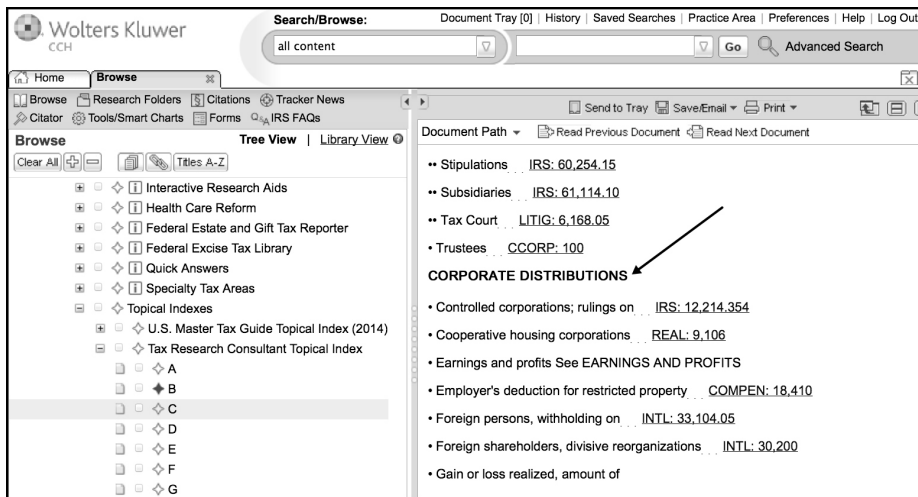 Wolters Kluwer
CCH
Search/Browse:
Document Tray [0] | History | Saved Searches | Practice Area | Preferences | Help | Log Out
all content
Go
Advanced Search
Home
Browse
Browse Research Folders Citations Tracker News
Citator Tools/Smart Charts Forms IRS FAQs
Browse
Tree View | Library View
Clear All
Titles A-Z
Interactive Research Aids
Health Care Reform
Federal Estate and Gift Tax Reporter
Federal Excise Tax Library
Quick Answers
Specialty Tax Areas
Topical Indexes
U.S. Master Tax Guide Topical Index (2014)
Tax Research Consultant Topical Index
A
B
C
D
E
F
G
Send to Tray Save/Email Print
Document Path Read Previous Document Read Next Document
•• Stipulations . . . IRS: 60,254.15
•• Subsidiaries . . . IRS: 61,114.10
•• Tax Court . . . LITIG: 6,168.05
• Trustees . . . CCORP: 100
CORPORATE DISTRIBUTIONS
• Controlled corporations; rulings on . . . IRS: 12,214.354
• Cooperative housing corporations . . . REAL: 9,106
• Earnings and profits See EARNINGS AND PROFITS
• Employer's deduction for restricted property . . . COMPEN: 18,410
• Foreign persons, withholding on . . . INTL: 33,104.05
• Foreign shareholders, divisive reorganizations . . . INTL: 30,200
• Gain or loss realized, amount of